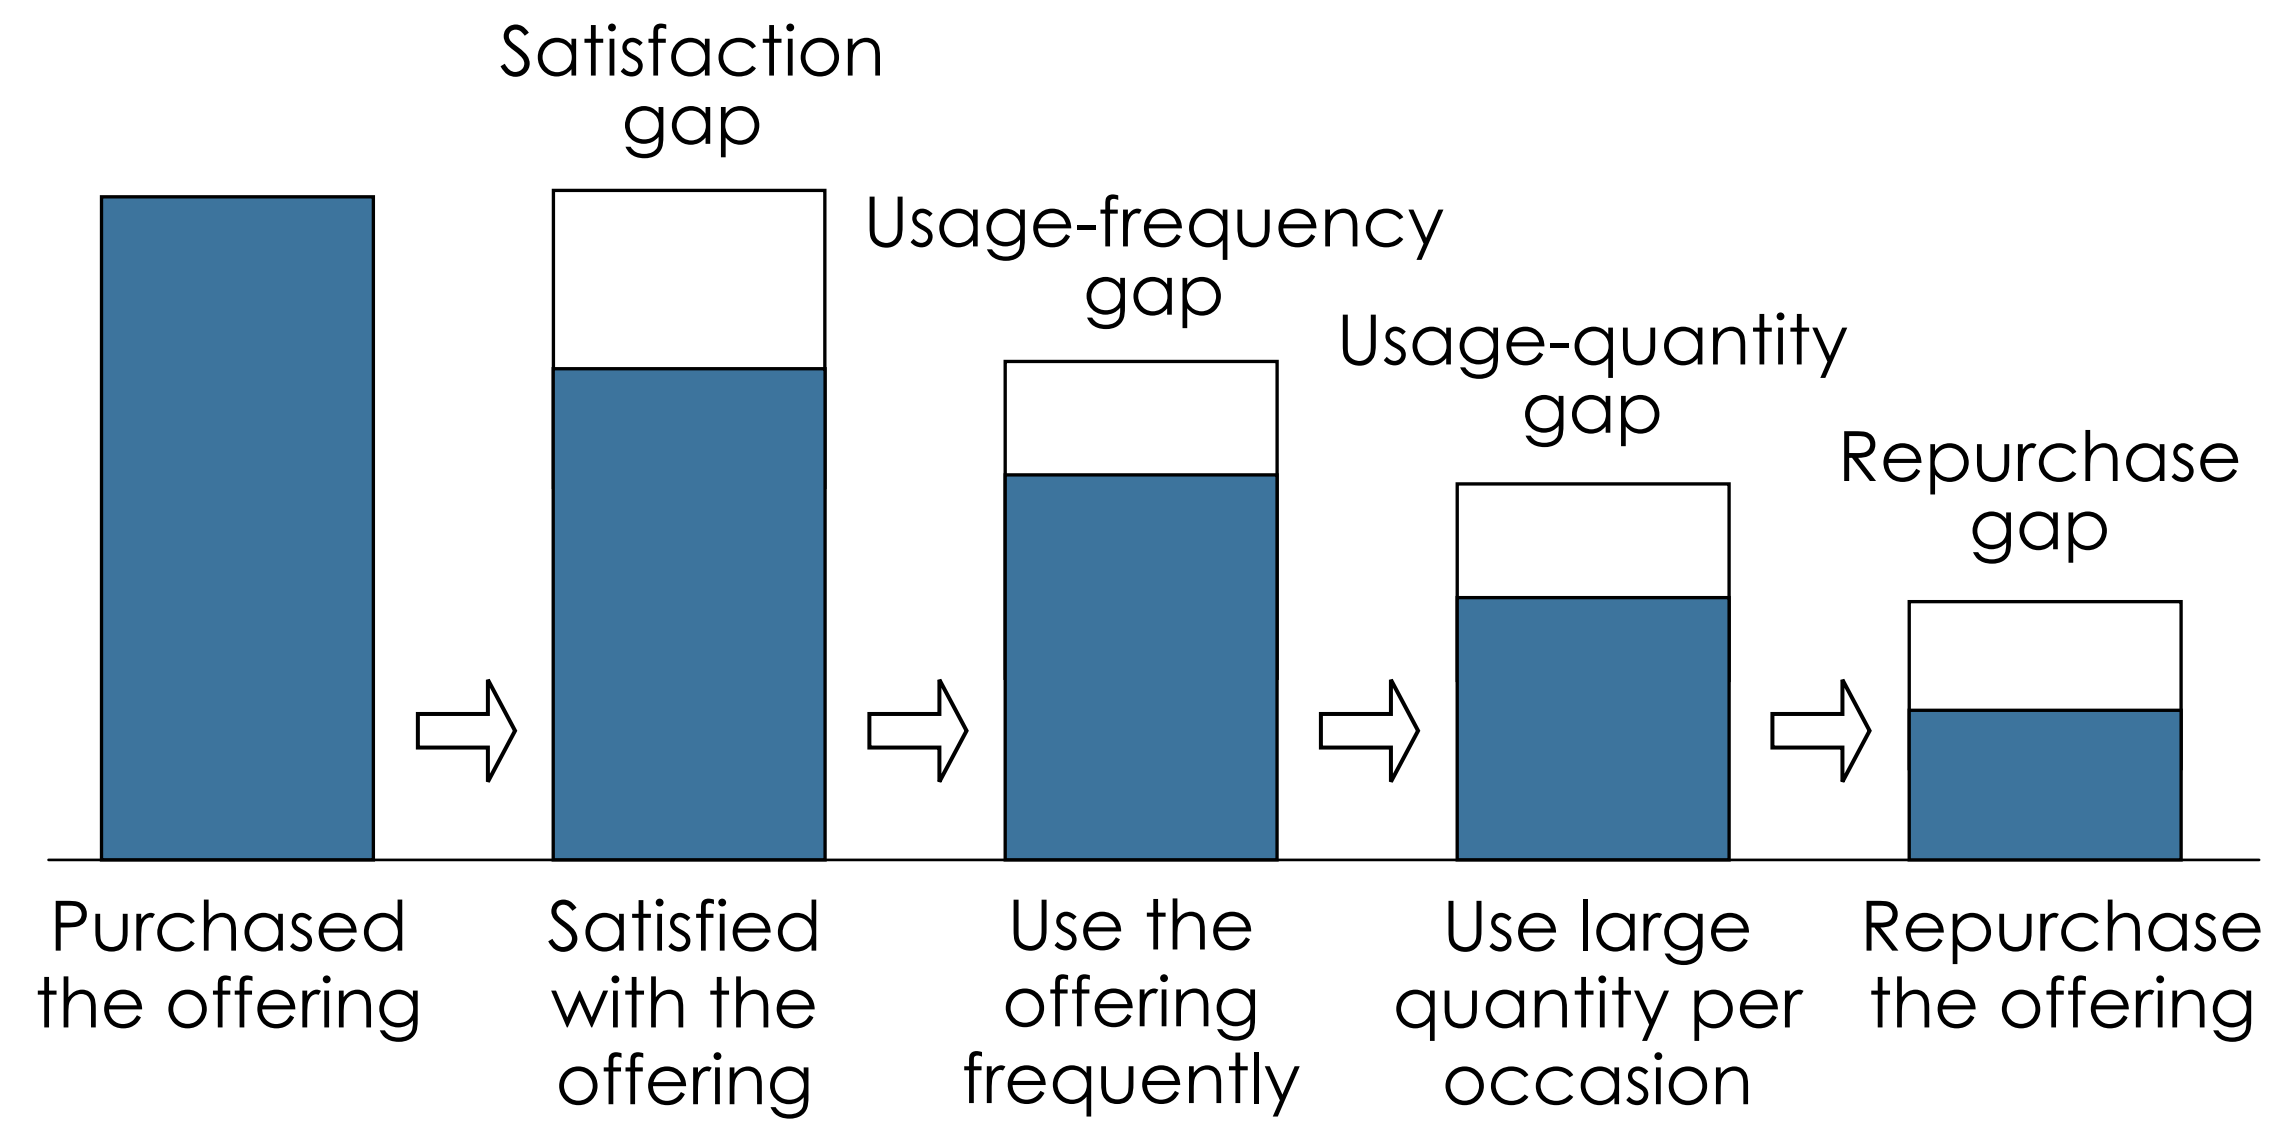 Satisfaction
gap
Usage-frequency
gap
Usage-quantity
gap
Repurchase
gap
Purchased
the offering
Satisfied
with the
offering
Use the
offering
frequently
Use large
quantity per
occasion
Repurchase
the offering